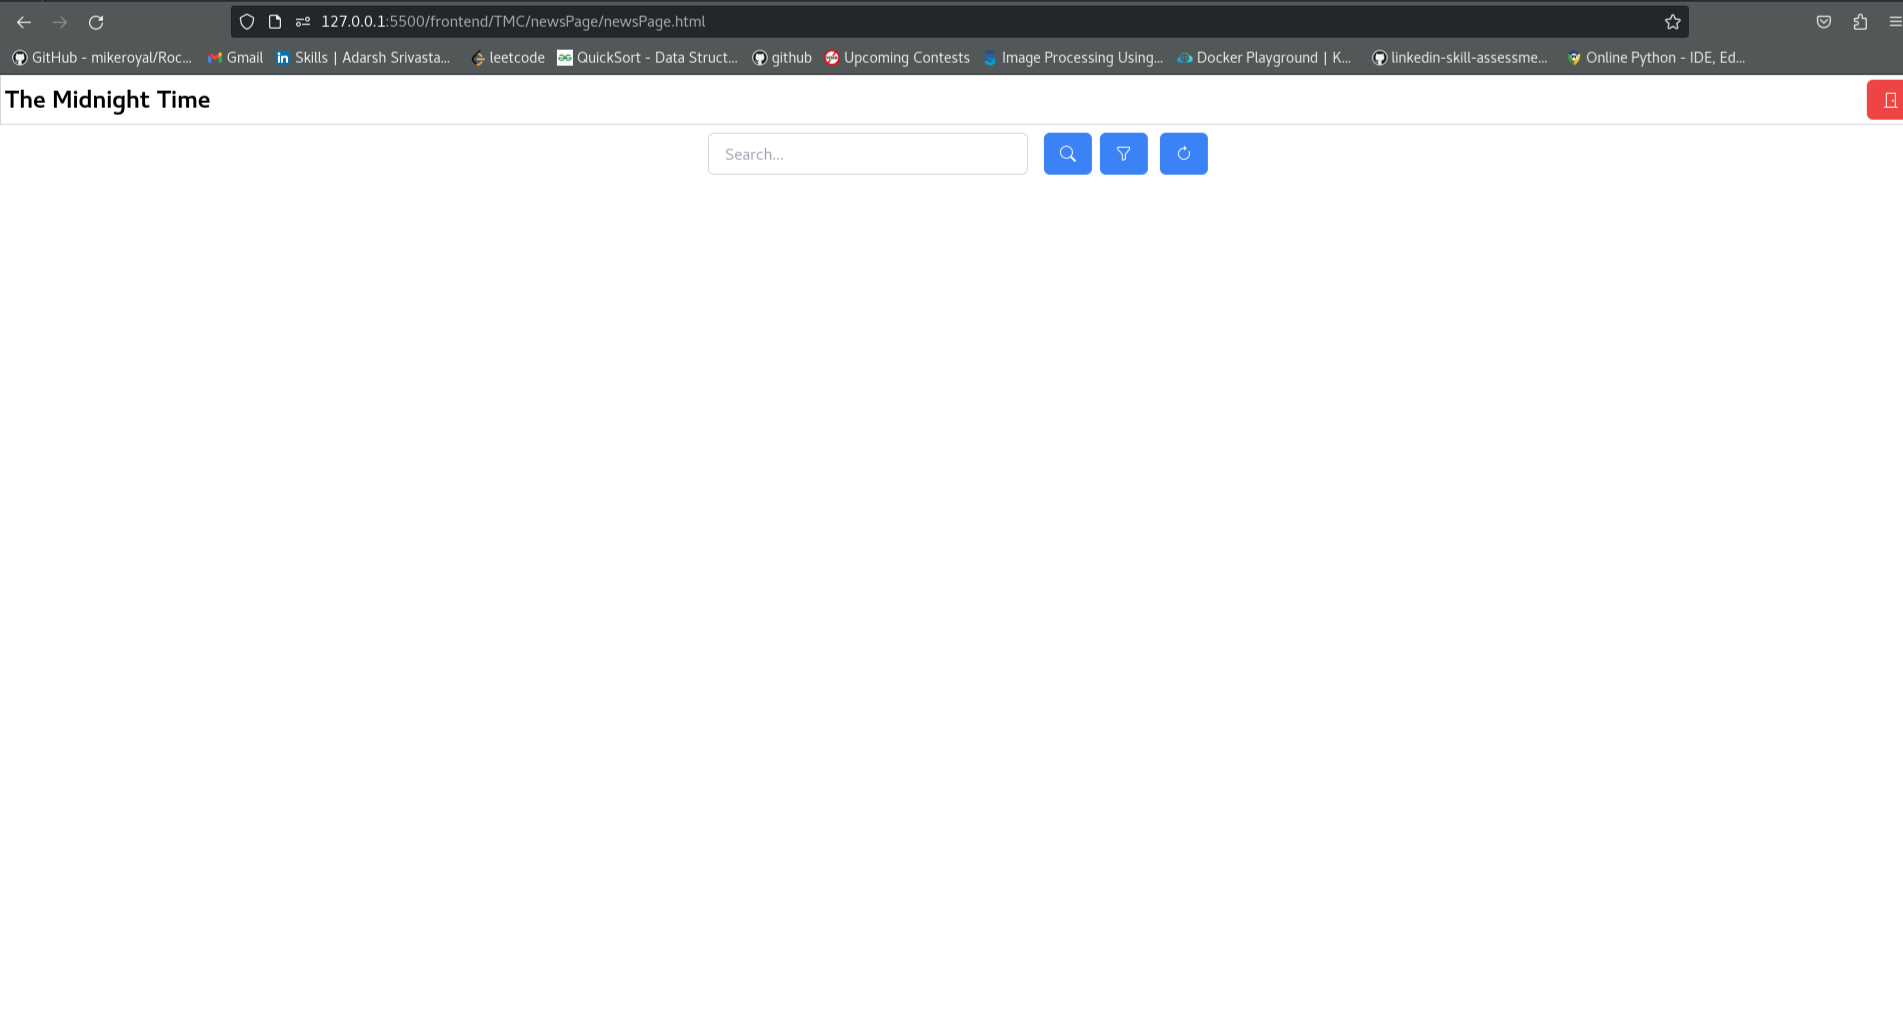 127.0.0.1:5500/frontend/TMC/newsPage/newsPage.html
GitHub - mikeroyal/Roc... Gmail in Skills | Adarsh Srivasta... leetcode QuickSort - Data Struct... github Upcoming Contests Image Processing Using... Docker Playground | K... linkedin-skill-assessme... Online Python - IDE, Ed...
The Midnight Time
Search...